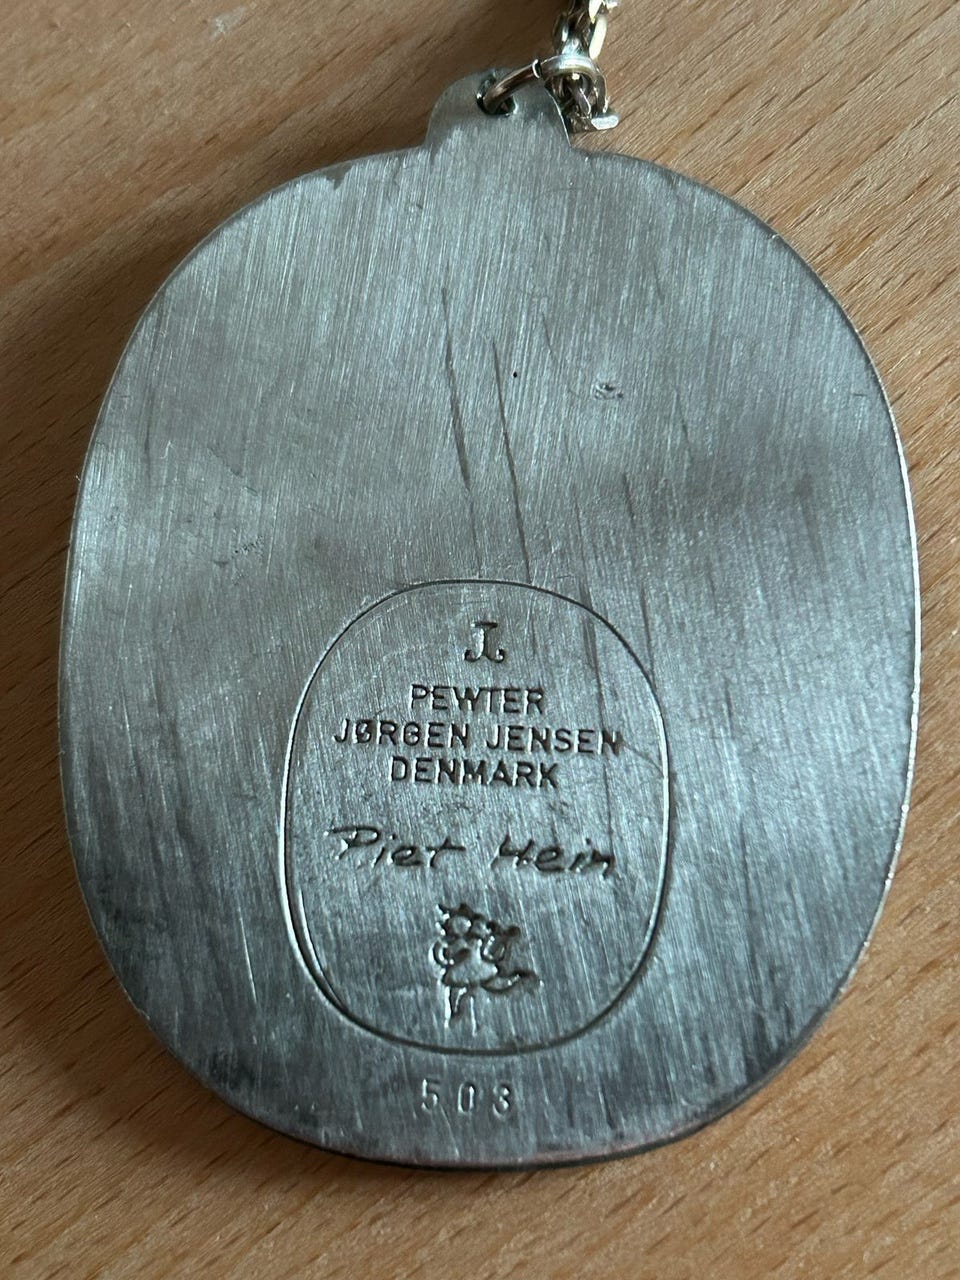 PEWTER
JØRGEN JENSEN
DENMARK
Piet Hein
503